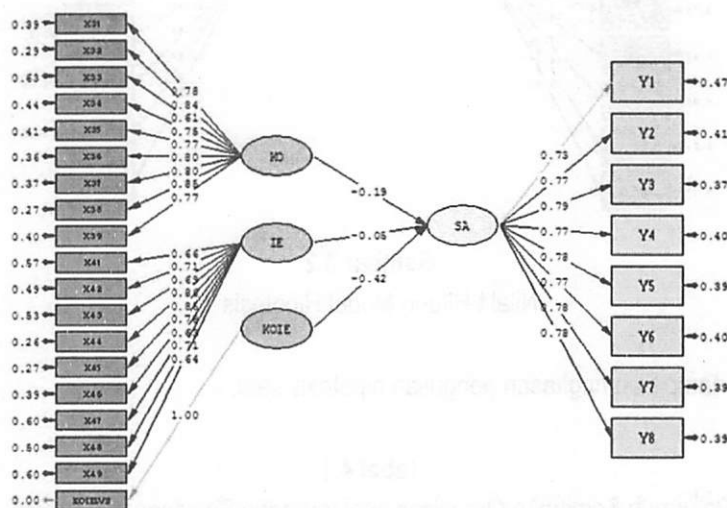 0.39 X31
0.29 X32
0.63 X33
0.44 X34
0.41 X35
0.36 X36
0.37 X37
0.27 X38
0.40 X39
0.57 X41
0.49 X42
0.53 X43
0.26 X44
0.27 X45
0.39 X46
0.60 X47
0.50 X48
0.60 X49
0.00
0.78
0.84
0.61
0.75
0.77
0.80
0.80
0.85
0.77
0.66
0.71
0.69
0.71
0.64
1.00
IE
-0.19
-0.05
-0.42
SA
0.73
0.77
0.79
0.77
0.78
0.77
0.78
0.78
Y1 0.47
Y2 0.41
Y3 0.37
Y4 0.40
Y5 0.39
Y6 0.40
Y7
Y8 0.39